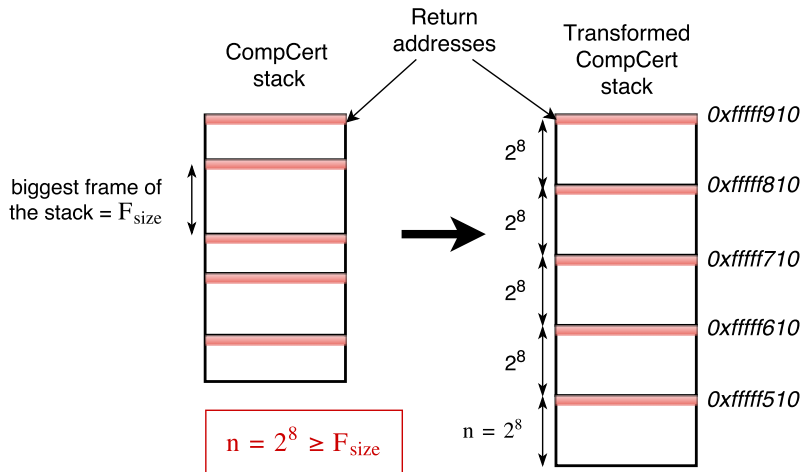 Return
addresses
CompCert
stack
Transformed
CompCert
stack
biggest frame of
the stack = F_size
0xfffff910
2^8
0xfffff810
2^8
0xfffff710
2^8
0xfffff610
2^8
0xfffff510
n = 2^8
n = 2^8 ≥ F_size